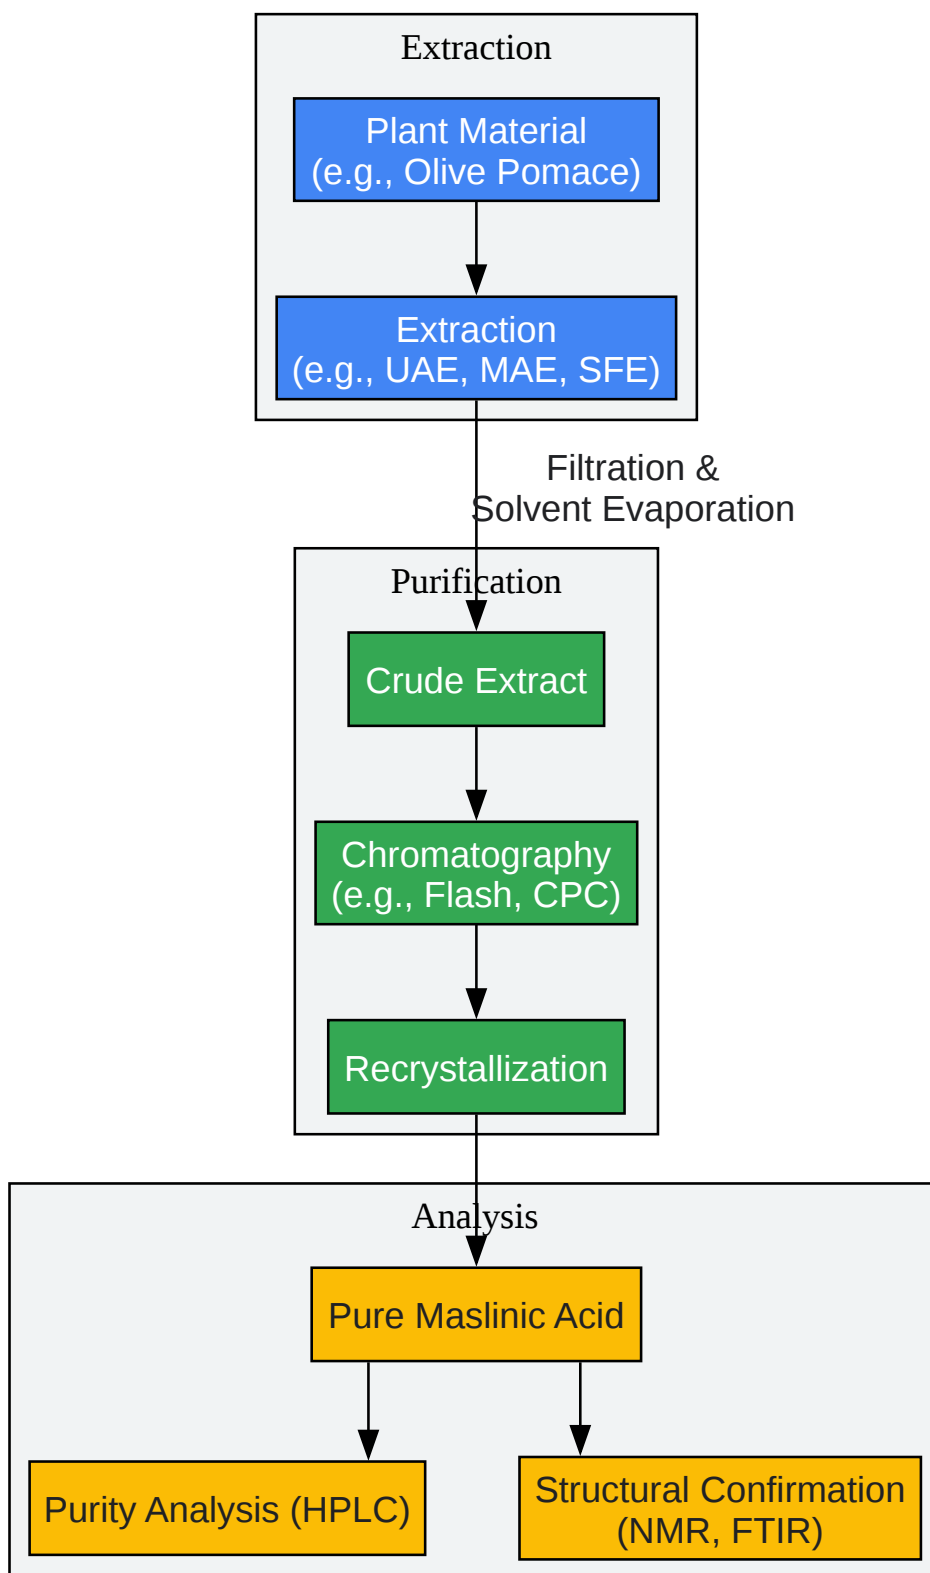 Extraction
Plant Material
(e.g., Olive Pomace)
Extraction
(e.g., UAE, MAE, SFE)
Filtration &
Solvent Evaporation
Purification
Crude Extract
Chromatography
(e.g., Flash, CPC)
Recrystallization
Analysis
Pure Maslinic Acid
Purity Analysis (HPLC)
Structural Confirmation
(NMR, FTIR)